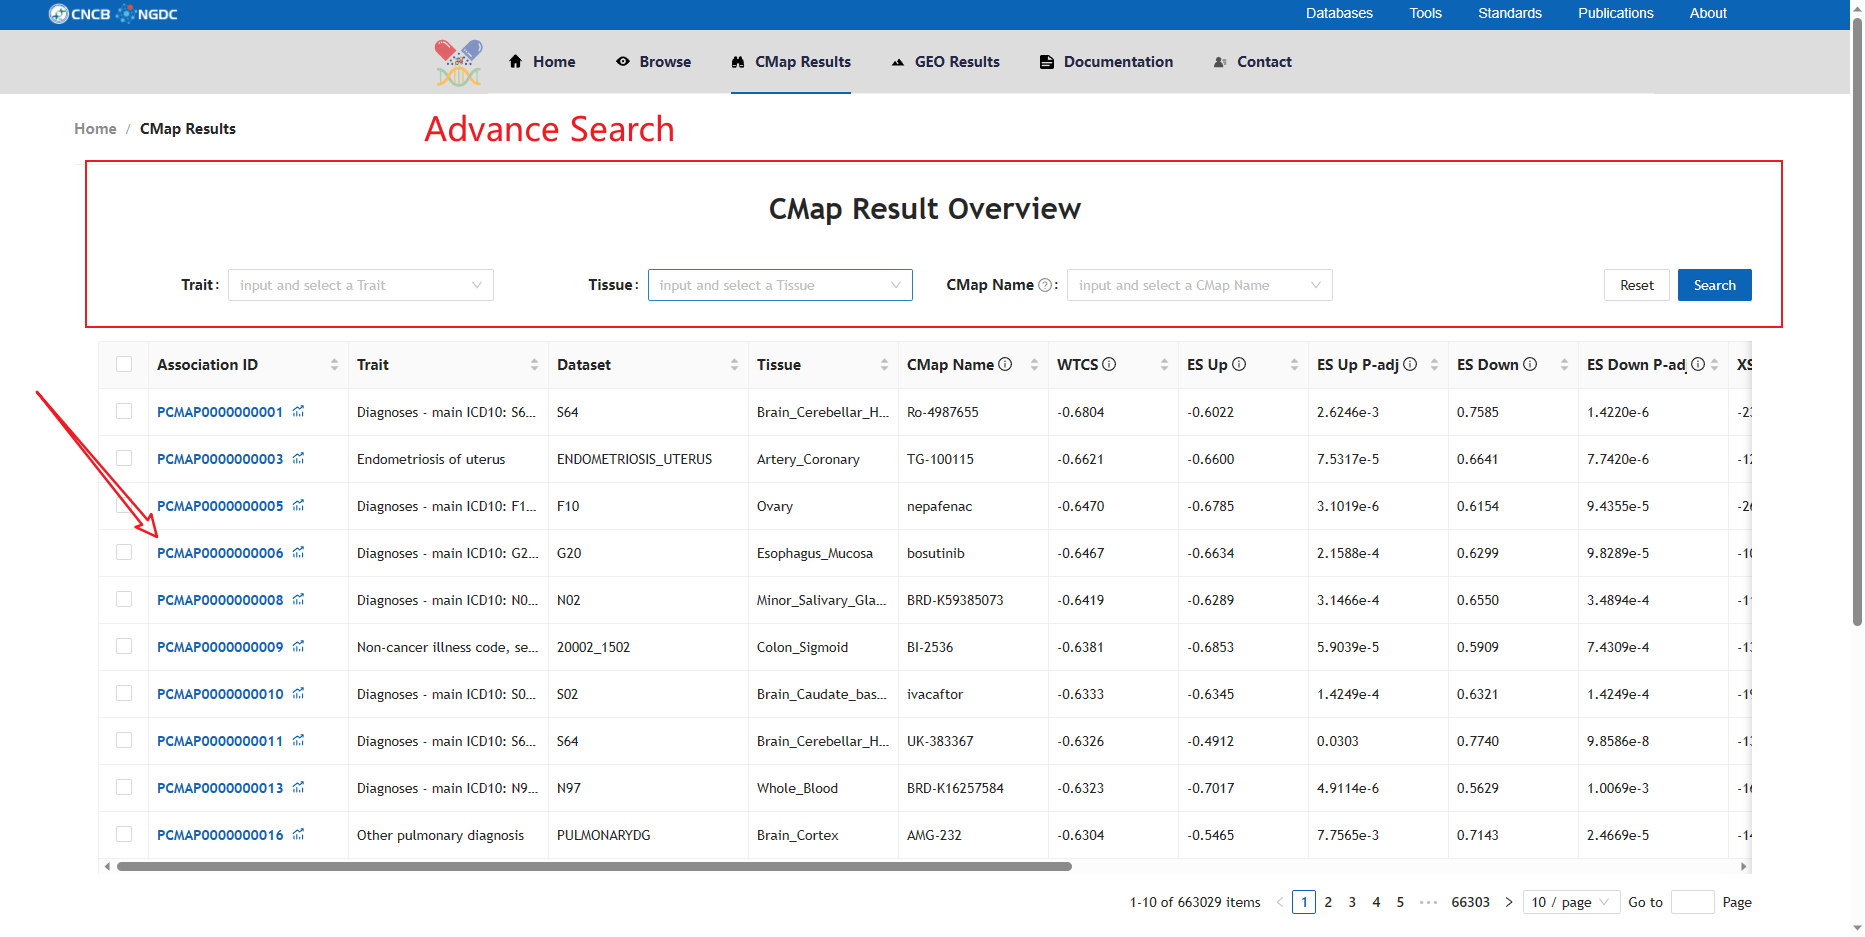 CNCB NGDC Databases Tools Standards Publications About
Home Browse CMap Results GEO Results Documentation Contact
Home / CMap Results
Advance Search
CMap Result Overview
Trait: input and select a Trait Tissue: input and select a Tissue CMap Name ? : input and select a CMap Name Reset Search
Association ID Trait Dataset Tissue CMap Name WTCS ES Up ES Up P-adj ES Down ES Down P-adj XS
PCMAP0000000001 Diagnoses - main ICD10: S6... S64 Brain_Cerebellar_H... Ro-4987655 -0.6804 -0.6022 2.6246e-3 0.7585 1.4220e-6 -23
PCMAP0000000003 Endometriosis of uterus ENDOMETRIOSIS_UTERUS Artery_Coronary TG-100115 -0.6621 -0.6600 7.5317e-5 0.6641 7.7420e-6 -12
PCMAP0000000005 Diagnoses - main ICD10: F1... F10 Ovary nepafenac -0.6470 -0.6785 3.1019e-6 0.6154 9.4355e-5 -26
PCMAP0000000006 Diagnoses - main ICD10: G2... G20 Esophagus_Mucosa bosutinib -0.6467 -0.6634 2.1588e-4 0.6299 9.8289e-5 -10
PCMAP0000000008 Diagnoses - main ICD10: N0... N02 Minor_Salivary_Gla... BRD-K59385073 -0.6419 -0.6289 3.1466e-4 0.6550 3.4894e-4 -11
PCMAP0000000009 Non-cancer illness code, se... 20002_1502 Colon_Sigmoid BI-2536 -0.6381 -0.6853 5.9039e-5 0.5909 7.4309e-4 -13
PCMAP0000000010 Diagnoses - main ICD10: S0... S02 Brain_Caudate_bas... ivacaftor -0.6333 -0.6345 1.4249e-4 0.6321 1.4249e-4 -19
PCMAP0000000011 Diagnoses - main ICD10: S6... S64 Brain_Cerebellar_H... UK-383367 -0.6326 -0.4912 0.0303 0.7740 9.8586e-8 -13
PCMAP0000000013 Diagnoses - main ICD10: N9... N97 Whole_Blood BRD-K16257584 -0.6323 -0.7017 4.9114e-6 0.5629 1.0069e-3 -16
PCMAP0000000016 Other pulmonary diagnosis PULMONARYDG Brain_Cortex AMG-232 -0.6304 -0.5465 7.7565e-3 0.7143 2.4669e-5 -14
1-10 of 663029 items < 1 2 3 4 5 ••• 66303 > 10 / page Go to Page